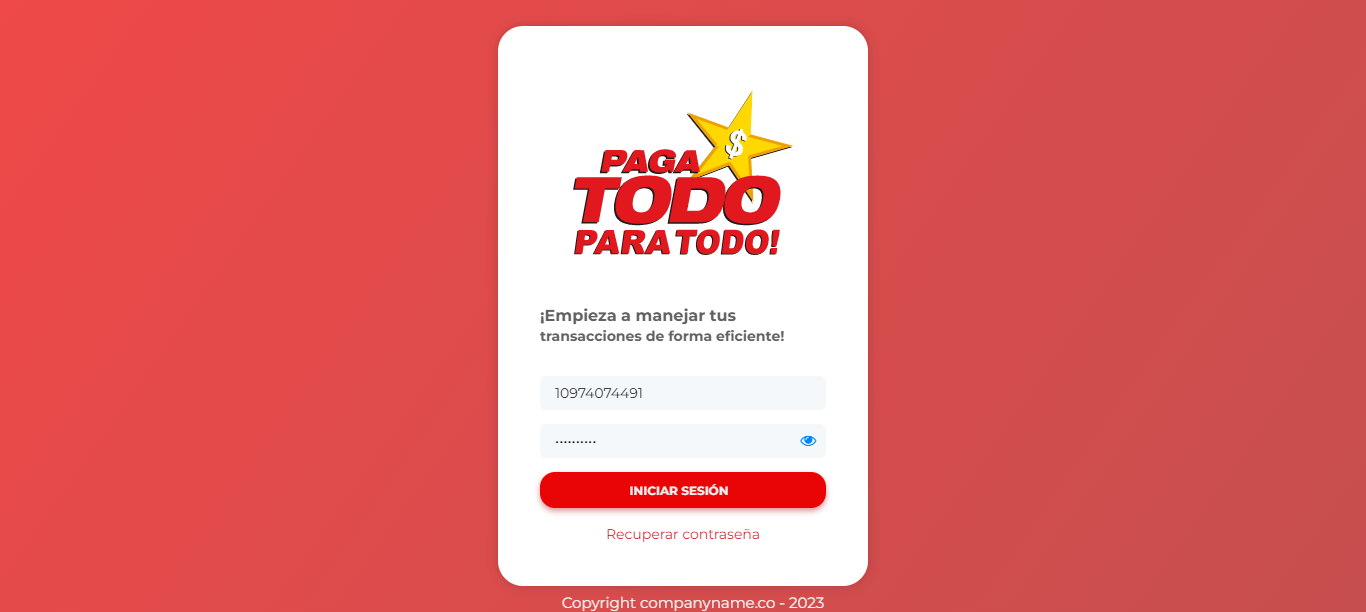 $
PAGA
TODO
PARA TODO!
¡Empieza a manejar tus
transacciones de forma eficiente!
10974074491
··········
INICIAR SESIÓN
Recuperar contraseña
Copyright companyname.co - 2023